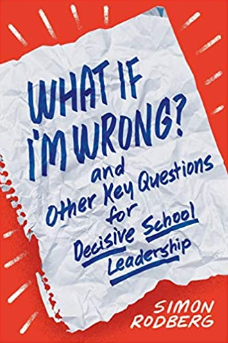 WHAT IF
I'M WRONG?
and
Other Key Questions
for
Decisive School
Leadership
SIMON
RODBERG